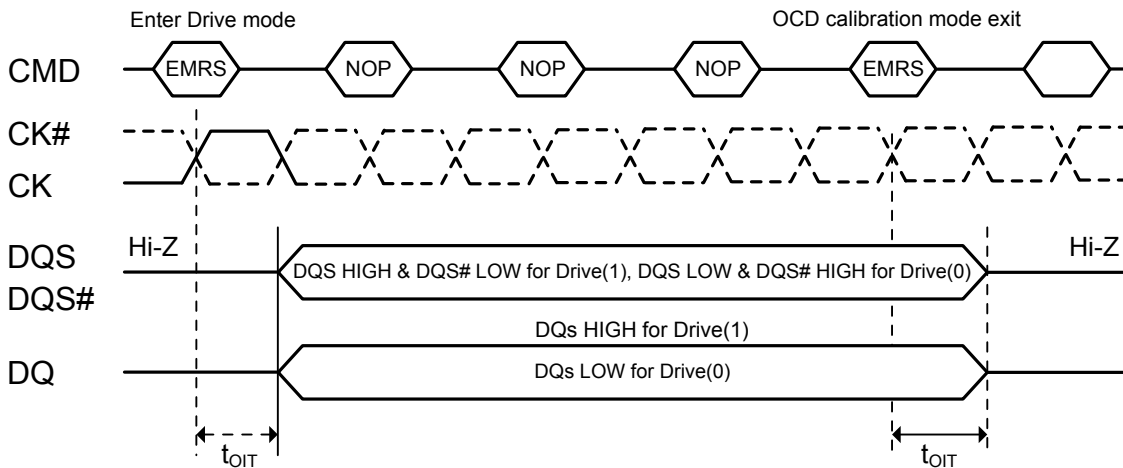 Enter Drive mode
OCD calibration mode exit
CMD
EMRS
NOP
NOP
NOP
EMRS
CK#
CK
Hi-Z
Hi-Z
DQS
DQS#
DQS HIGH & DQS# LOW for Drive(1), DQS LOW & DQS# HIGH for Drive(0)
DQs HIGH for Drive(1)
DQ
DQs LOW for Drive(0)
tOIT
tOIT